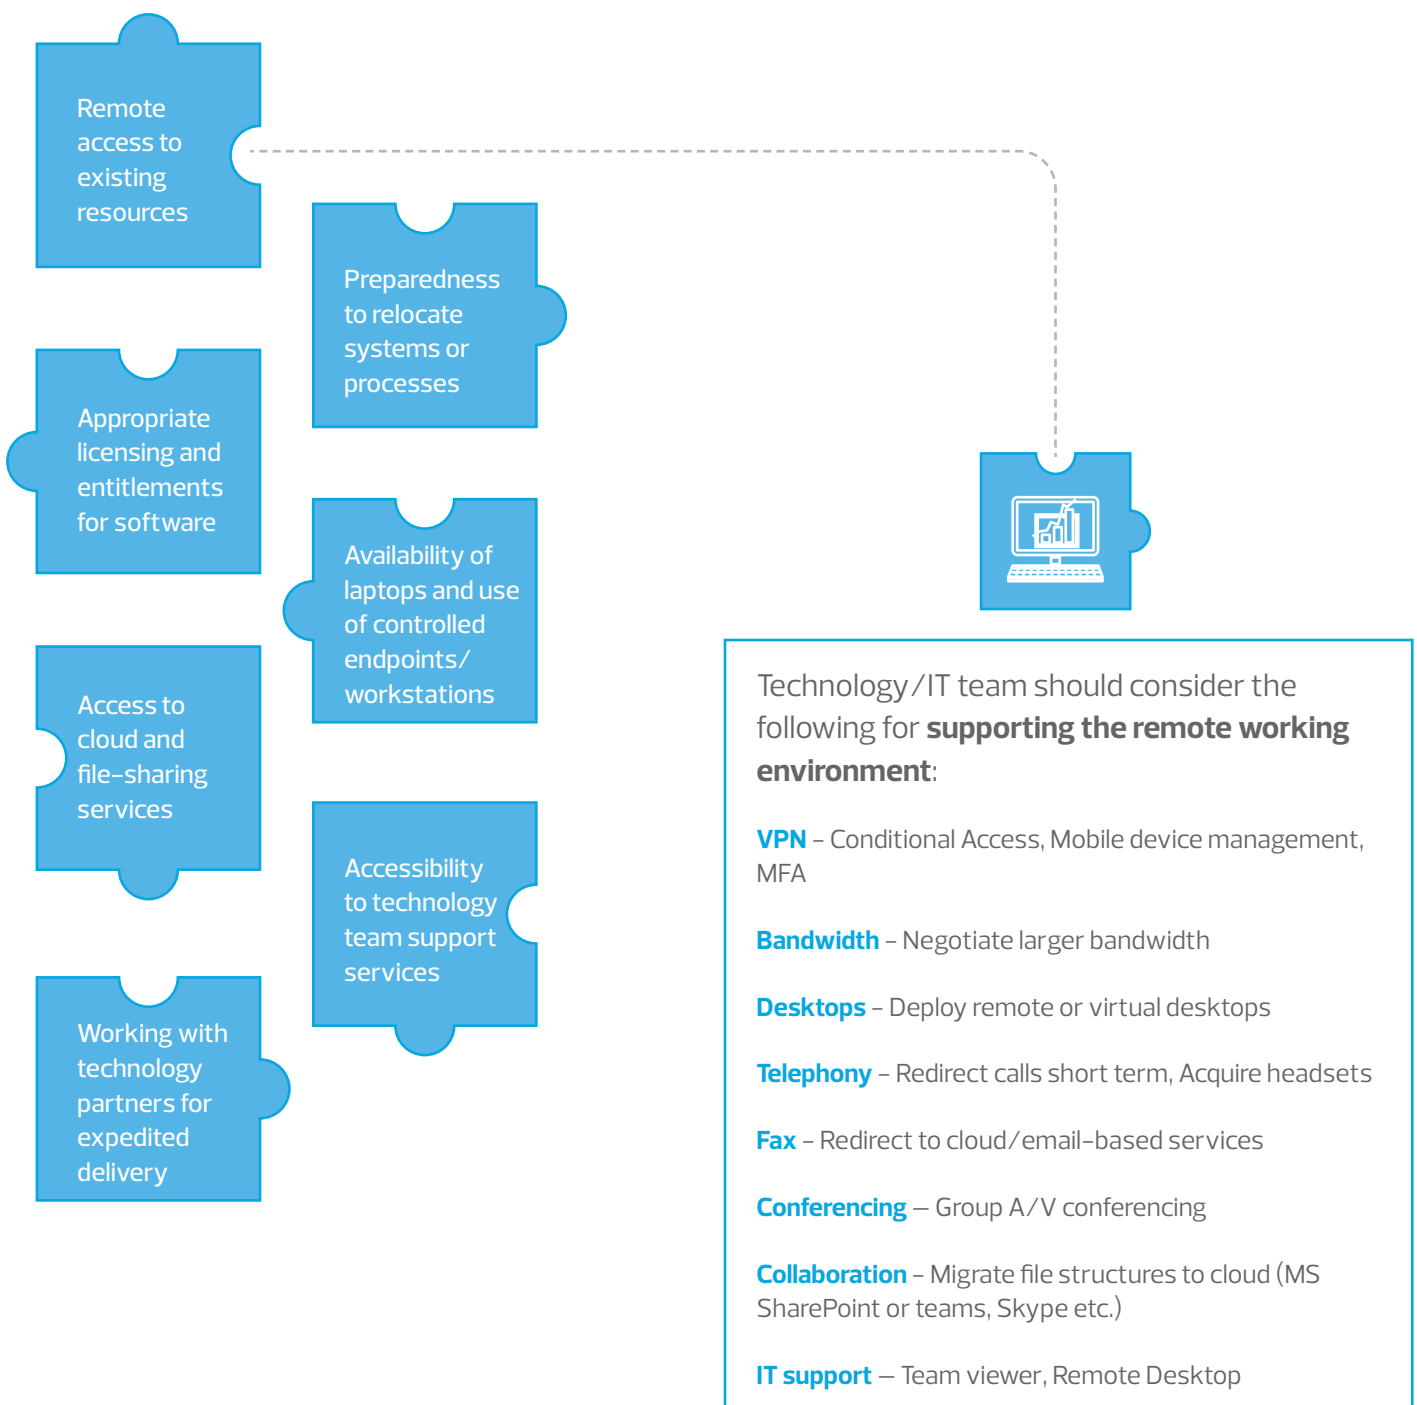 Remote
access to
existing
resources
Preparedness
to relocate
systems or
processes
Appropriate
licensing and
entitlements
for software
Availability of
laptops and use
of controlled
endpoints/
workstations
Access to
cloud and
file-sharing
services
Accessibility
to technology
team support
services
Working with
technology
partners for
expedited
delivery
Technology/IT team should consider the
following for supporting the remote working
environment:
VPN – Conditional Access, Mobile device management,
MFA
Bandwidth – Negotiate larger bandwidth
Desktops – Deploy remote or virtual desktops
Telephony – Redirect calls short term, Acquire headsets
Fax – Redirect to cloud/email-based services
Conferencing — Group A/V conferencing
Collaboration – Migrate file structures to cloud (MS
SharePoint or teams, Skype etc.)
IT support — Team viewer, Remote Desktop